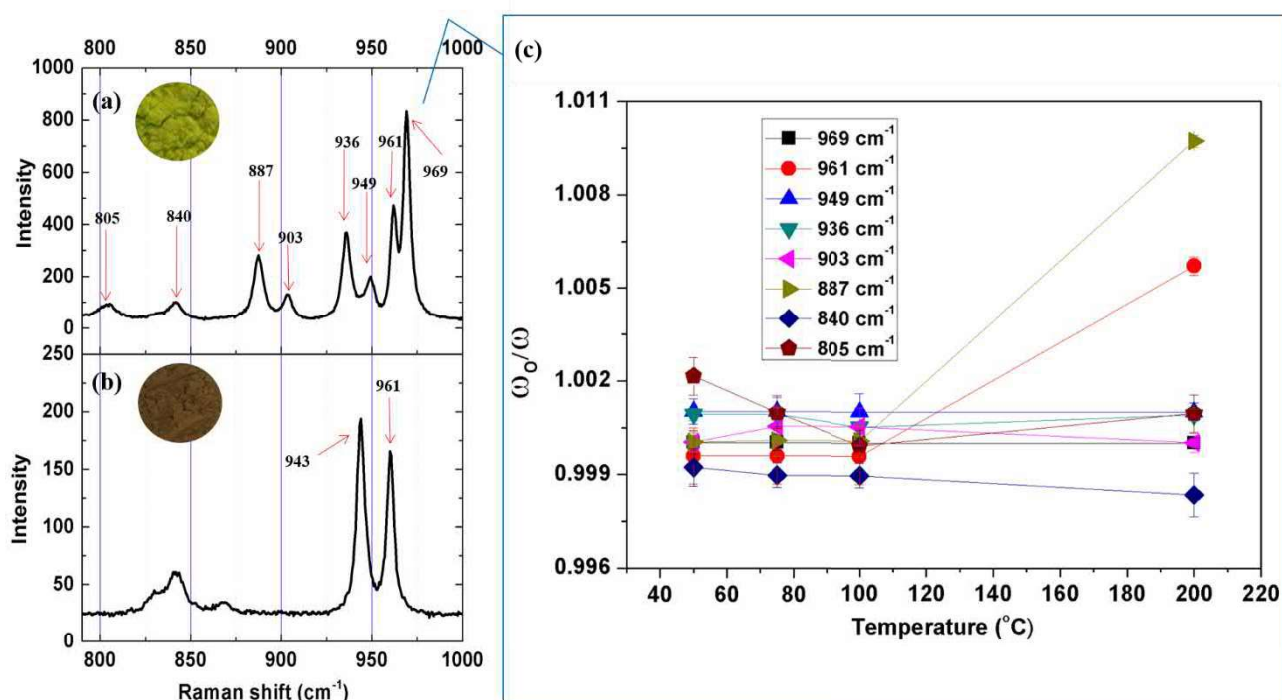 800 850 900 950 1000
(a)
1000
800
600
400
200
0
Intensity
805
840
887
903
936
949
961
969
(b)
250
200
150
100
50
0
Intensity
943
961
800 850 900 950 1000
Raman shift (cm⁻¹)
(c)
1.011
1.008
1.005
1.002
0.999
0.996
ω₀/ω
969 cm⁻¹
961 cm⁻¹
949 cm⁻¹
936 cm⁻¹
903 cm⁻¹
887 cm⁻¹
840 cm⁻¹
805 cm⁻¹
40 60 80 100 120 140 160 180 200 220
Temperature (°C)